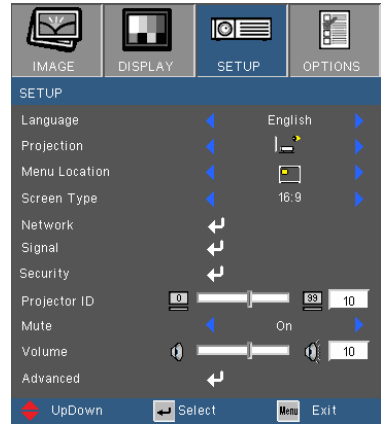 IMAGE DISPLAY SETUP OPTIONS
SETUP
Language English
Projection
Menu Location
Screen Type 16:9
Network
Signal
Security
Projector ID 0 99 10
Mute On
Volume 10
Advanced
UpDown Select Menu Exit